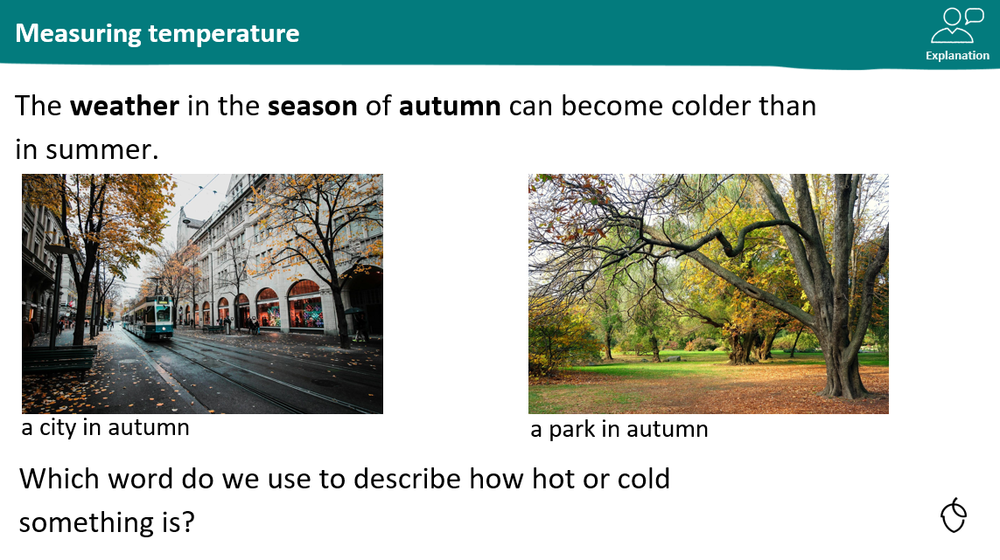 Measuring temperature
Explanation
The weather in the season of autumn can become colder than
in summer.
a city in autumn
a park in autumn
Which word do we use to describe how hot or cold
something is?